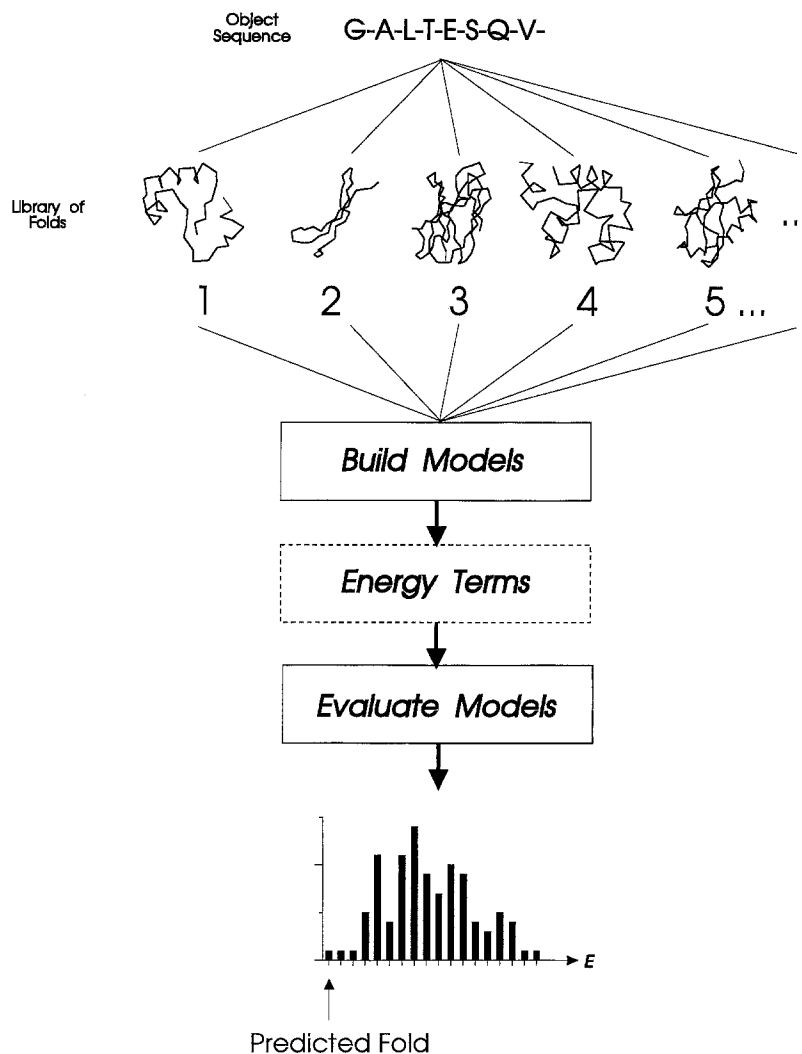 Object
Sequence
G-A-L-T-E-S-Q-V-
Library of
Folds
...
1 2 3 4 5 ...
Build Models
Energy Terms
Evaluate Models
E
Predicted Fold